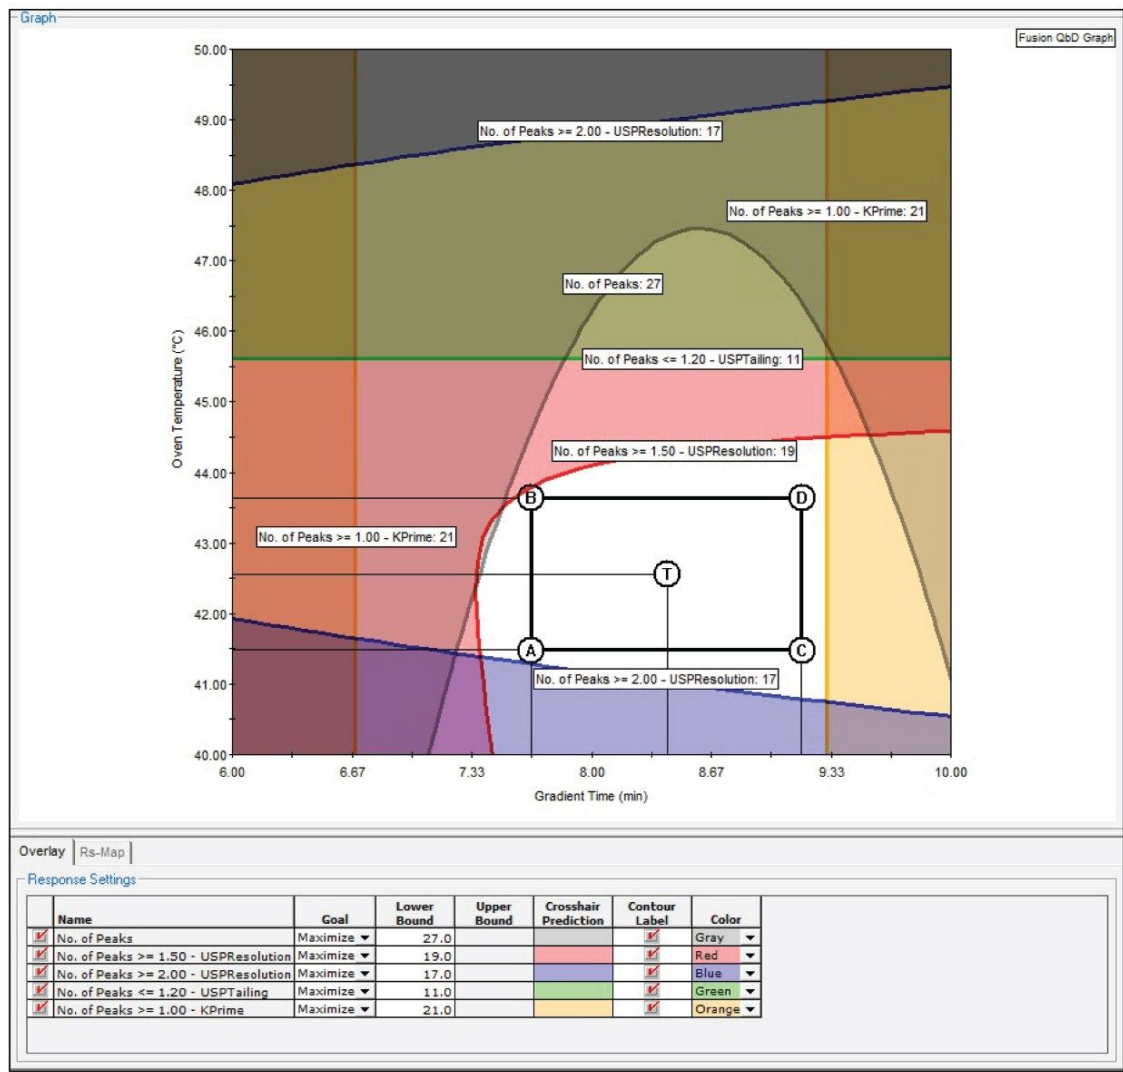 Graph
Fusion QbD Graph
50.00
49.00
No. of Peaks >= 2.00 - USPResolution: 17
48.00
No. of Peaks >= 1.00 - KPrime: 21
47.00
No. of Peaks: 27
46.00
No. of Peaks <= 1.20 - USPTailing: 11
45.00
No. of Peaks >= 1.50 - USPResolution: 19
44.00
B
D
No. of Peaks >= 1.00 - KPrime: 21
43.00
T
42.00
A
C
No. of Peaks >= 2.00 - USPResolution: 17
41.00
40.00
Oven Temperature (°C)
6.00 6.67 7.33 8.00 8.67 9.33 10.00
Gradient Time (min)
Overlay Rs-Map
Response Settings
Name Goal Lower Bound Upper Bound Crosshair Prediction Contour Label Color
No. of Peaks Maximize 27.0 Gray
No. of Peaks >= 1.50 - USPResolution Maximize 19.0 Red
No. of Peaks >= 2.00 - USPResolution Maximize 17.0 Blue
No. of Peaks <= 1.20 - USPTailing Maximize 11.0 Green
No. of Peaks >= 1.00 - KPrime Maximize 21.0 Orange